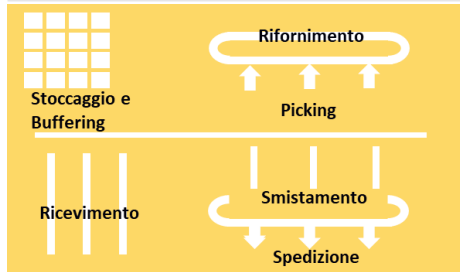 Rifornimento
Stoccaggio e
Buffering
Picking
Ricevimento
Smistamento
Spedizione